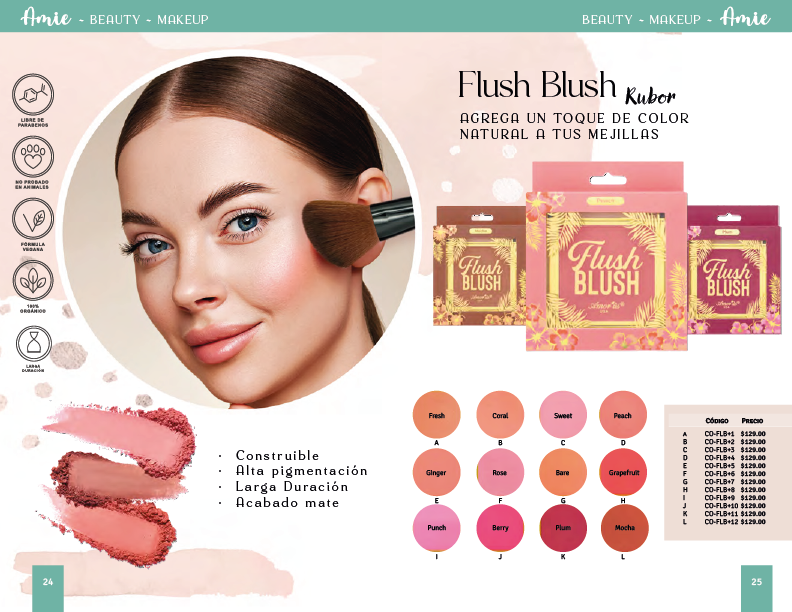 Amie ~ BEAUTY ~ MAKEUP
BEAUTY ~ MAKEUP ~ Amie
LIBRE DE
PARABENOS
NO PROBADO
EN ANIMALES
FÓRMULA
VEGANA
100%
ORGÁNICO
LARGA
DURACIÓN
· Construible
· Alta pigmentación
· Larga Duración
· Acabado mate
24
Flush Blush Rubor
AGREGA UN TOQUE DE COLOR
NATURAL A TUS MEJILLAS
Flush
BLUSH
Peach
Flush
BLUSH
Amor Us
USA
Plum
Flush
BLUSH
Fresh Coral Sweet Peach
A B C D
Ginger Rose Bare Grapefruit
E F G H
Punch Berry Plum Mocha
I J K L
CÓDIGO PRECIO
A CO-FLB+1 $129.00
B CO-FLB+2 $129.00
C CO-FLB+3 $129.00
D CO-FLB+4 $129.00
E CO-FLB+5 $129.00
F CO-FLB+6 $129.00
G CO-FLB+7 $129.00
H CO-FLB+8 $129.00
I CO-FLB+9 $129.00
J CO-FLB+10 $129.00
K CO-FLB+11 $129.00
L CO-FLB+12 $129.00
25